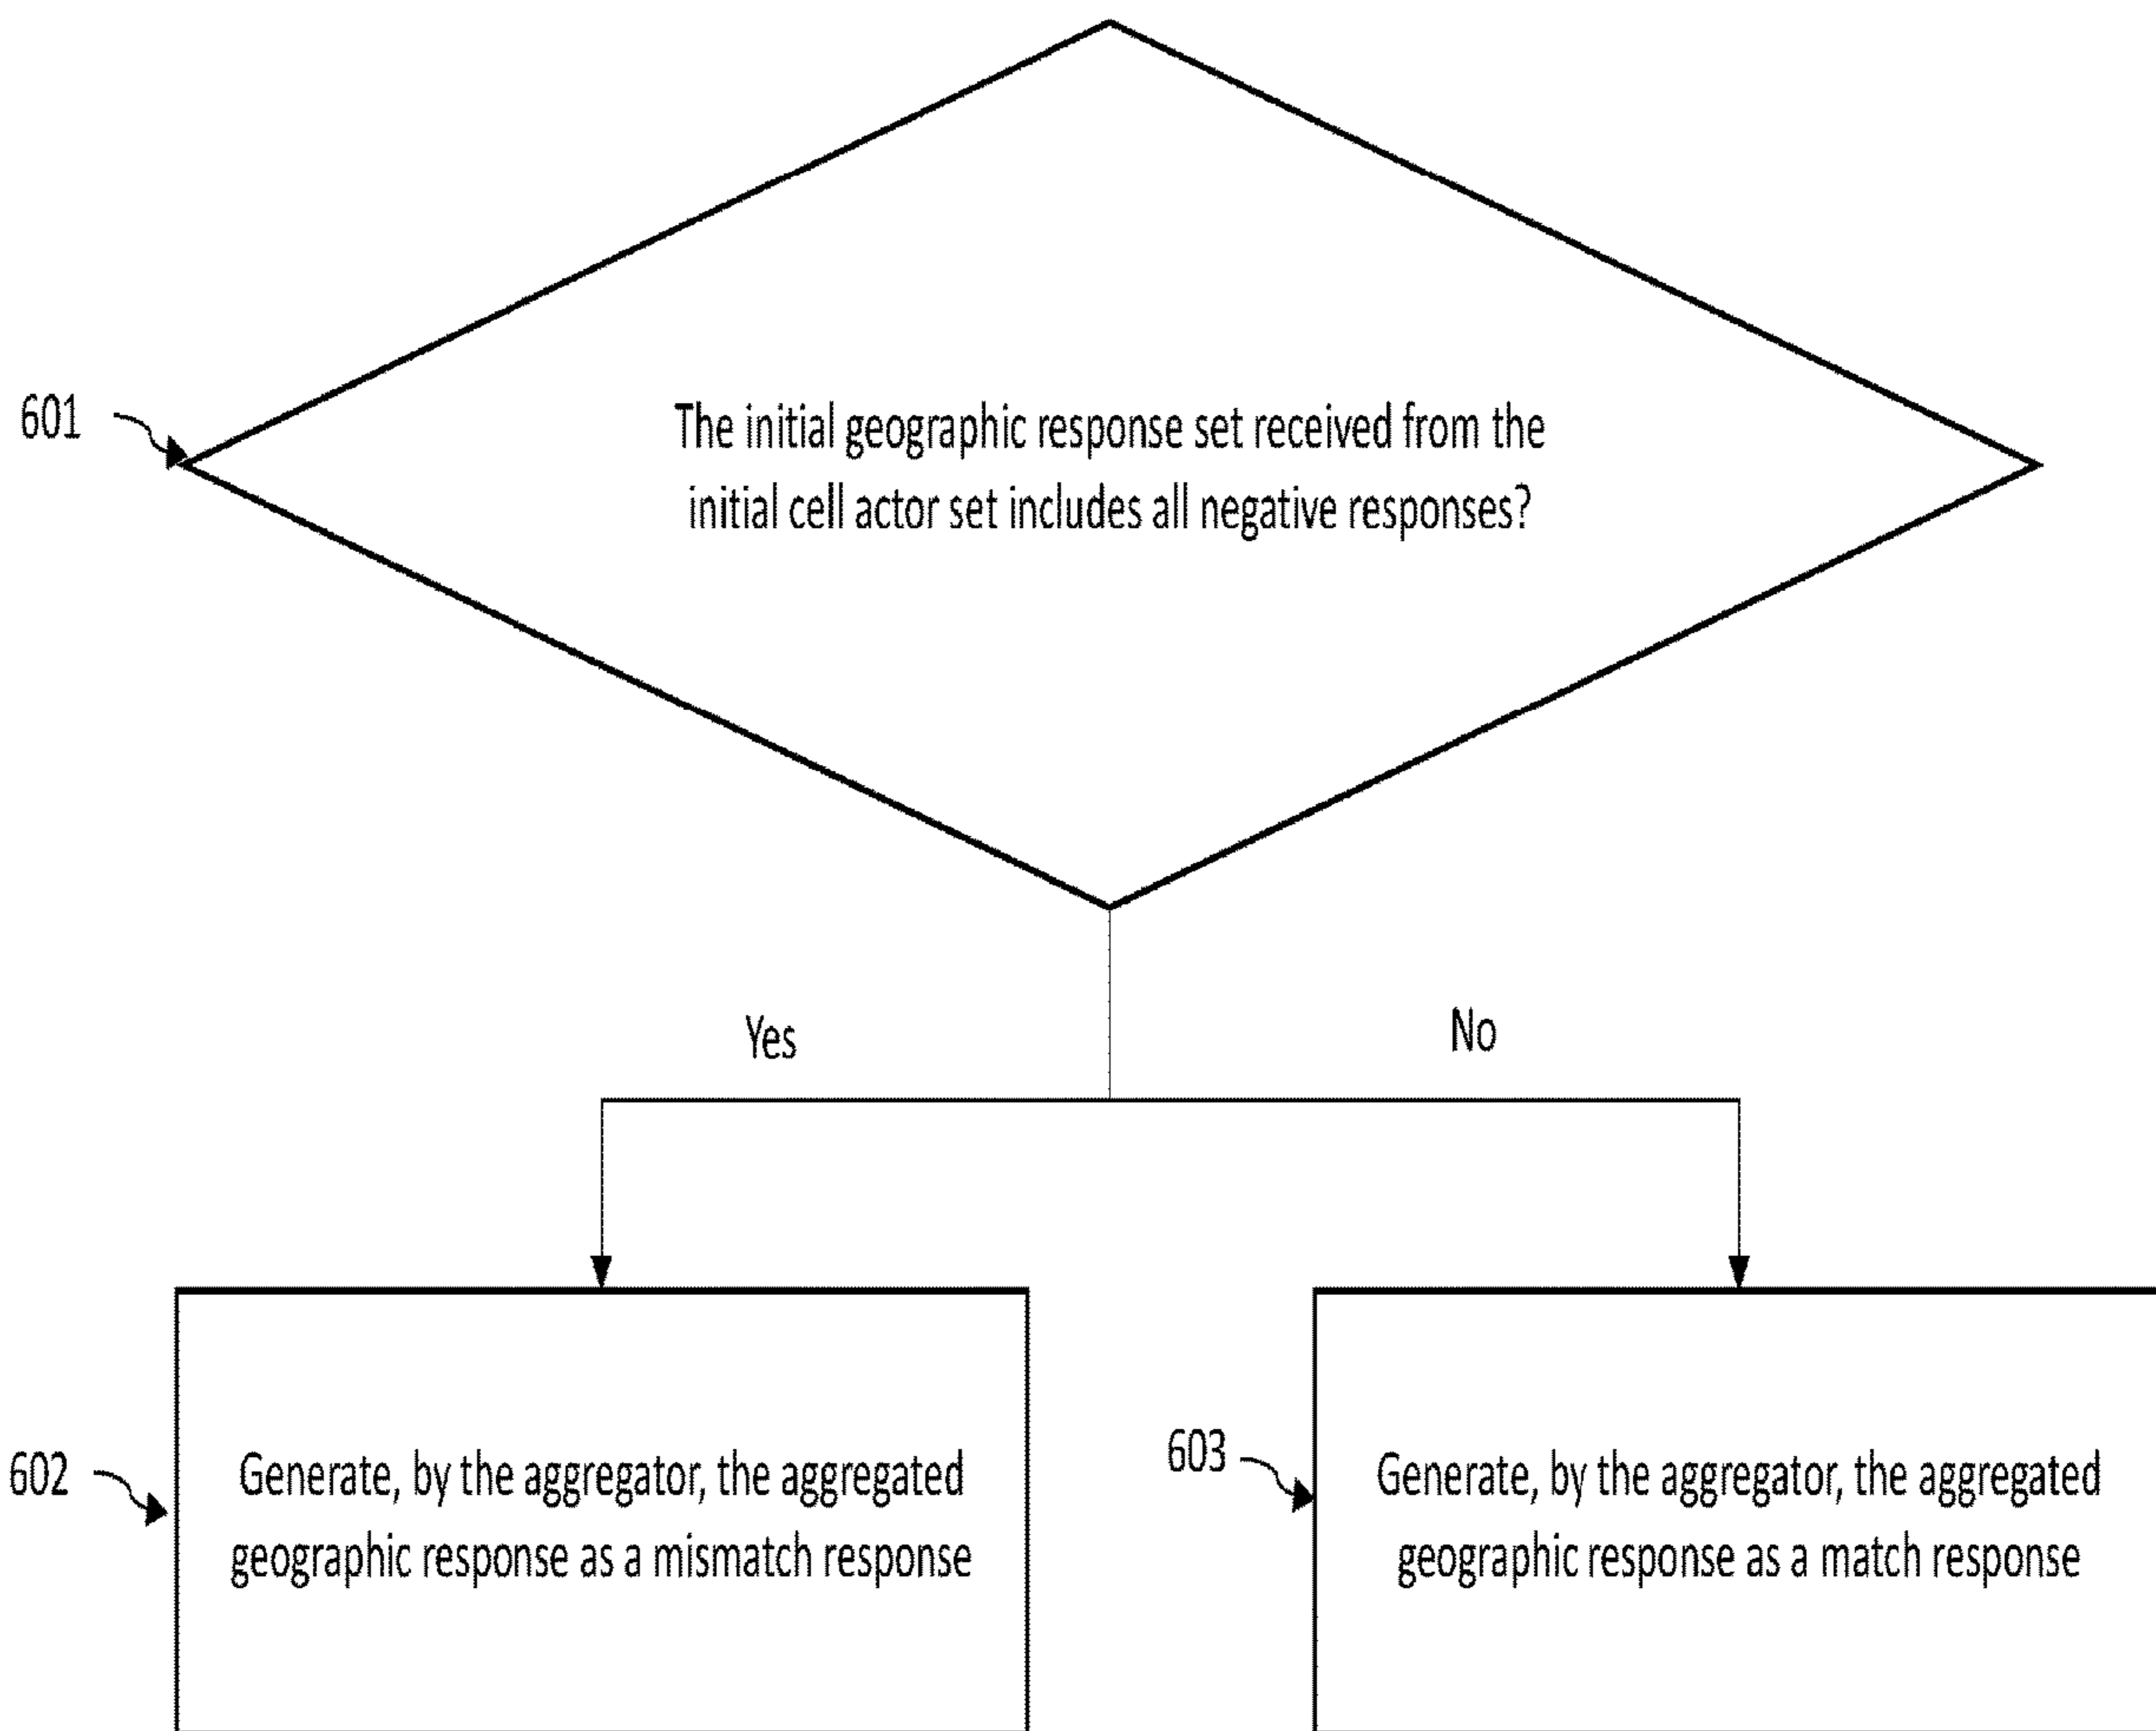 601
The initial geographic response set received from the
initial cell actor set includes all negative responses?
Yes
No
602
Generate, by the aggregator, the aggregated
geographic response as a mismatch response
603
Generate, by the aggregator, the aggregated
geographic response as a match response